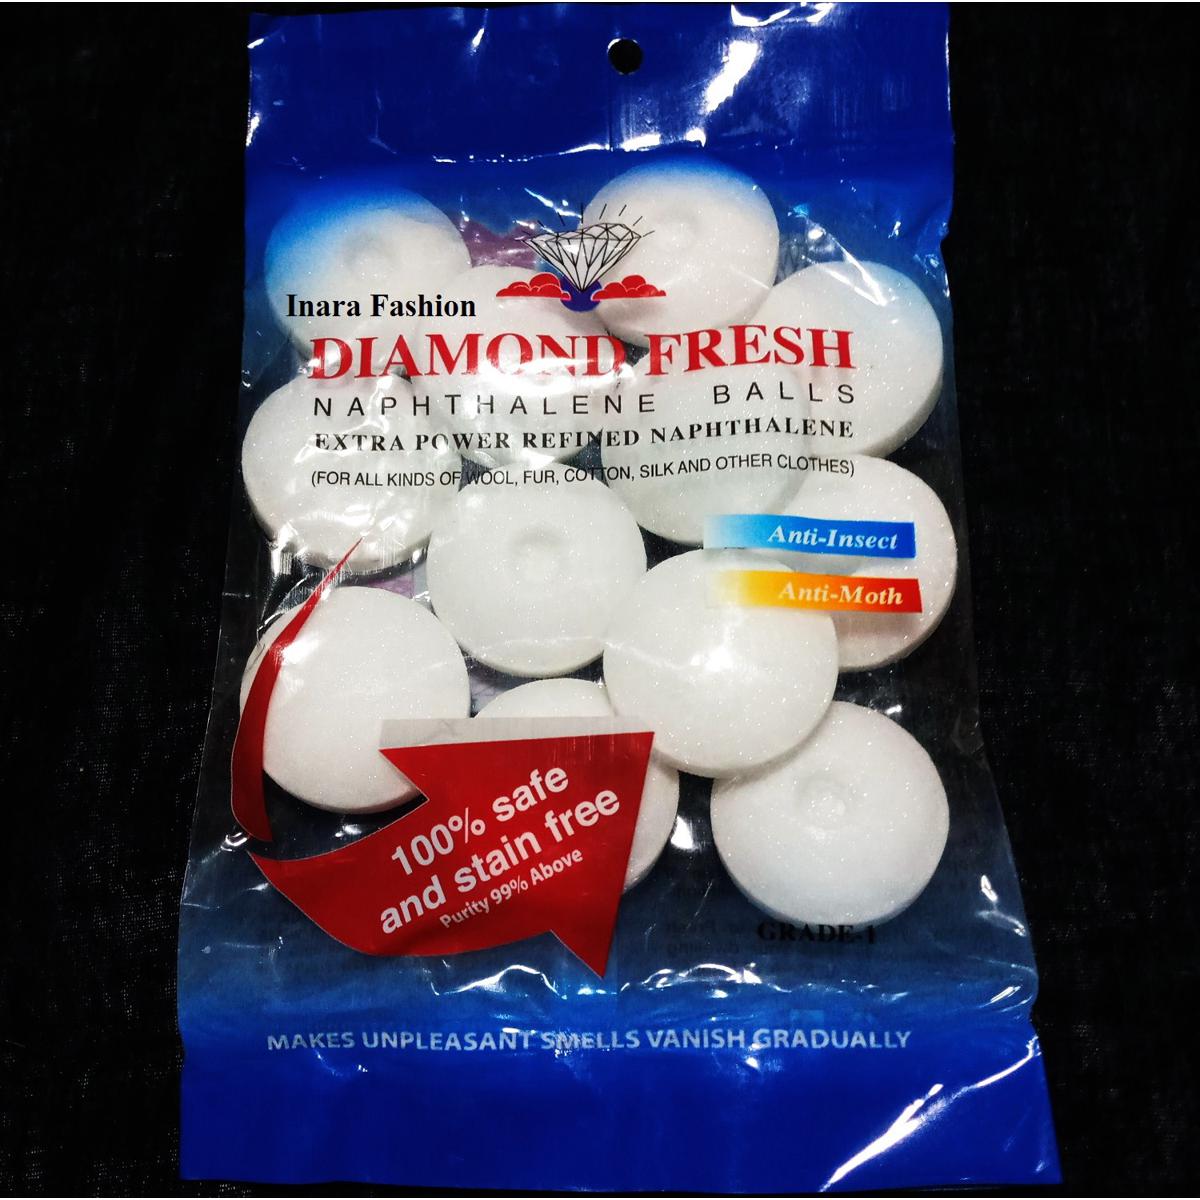 Inara Fashion
DIAMOND FRESH
NAPHTHALENE BALLS
EXTRA POWER REFINED NAPHTHALENE
(FOR ALL KINDS OF WOOL, FUR, COTTON, SILK AND OTHER CLOTHES)
Anti-Insect
Anti-Moth
100% safe
and stain free
Purity 99% Above
GRADE-1
MAKES UNPLEASANT SMELLS VANISH GRADUALLY